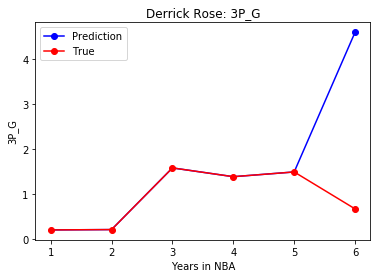 Derrick Rose: 3P_G
Prediction
True
3P_G
4
3
2
1
0
1 2 3 4 5 6
Years in NBA